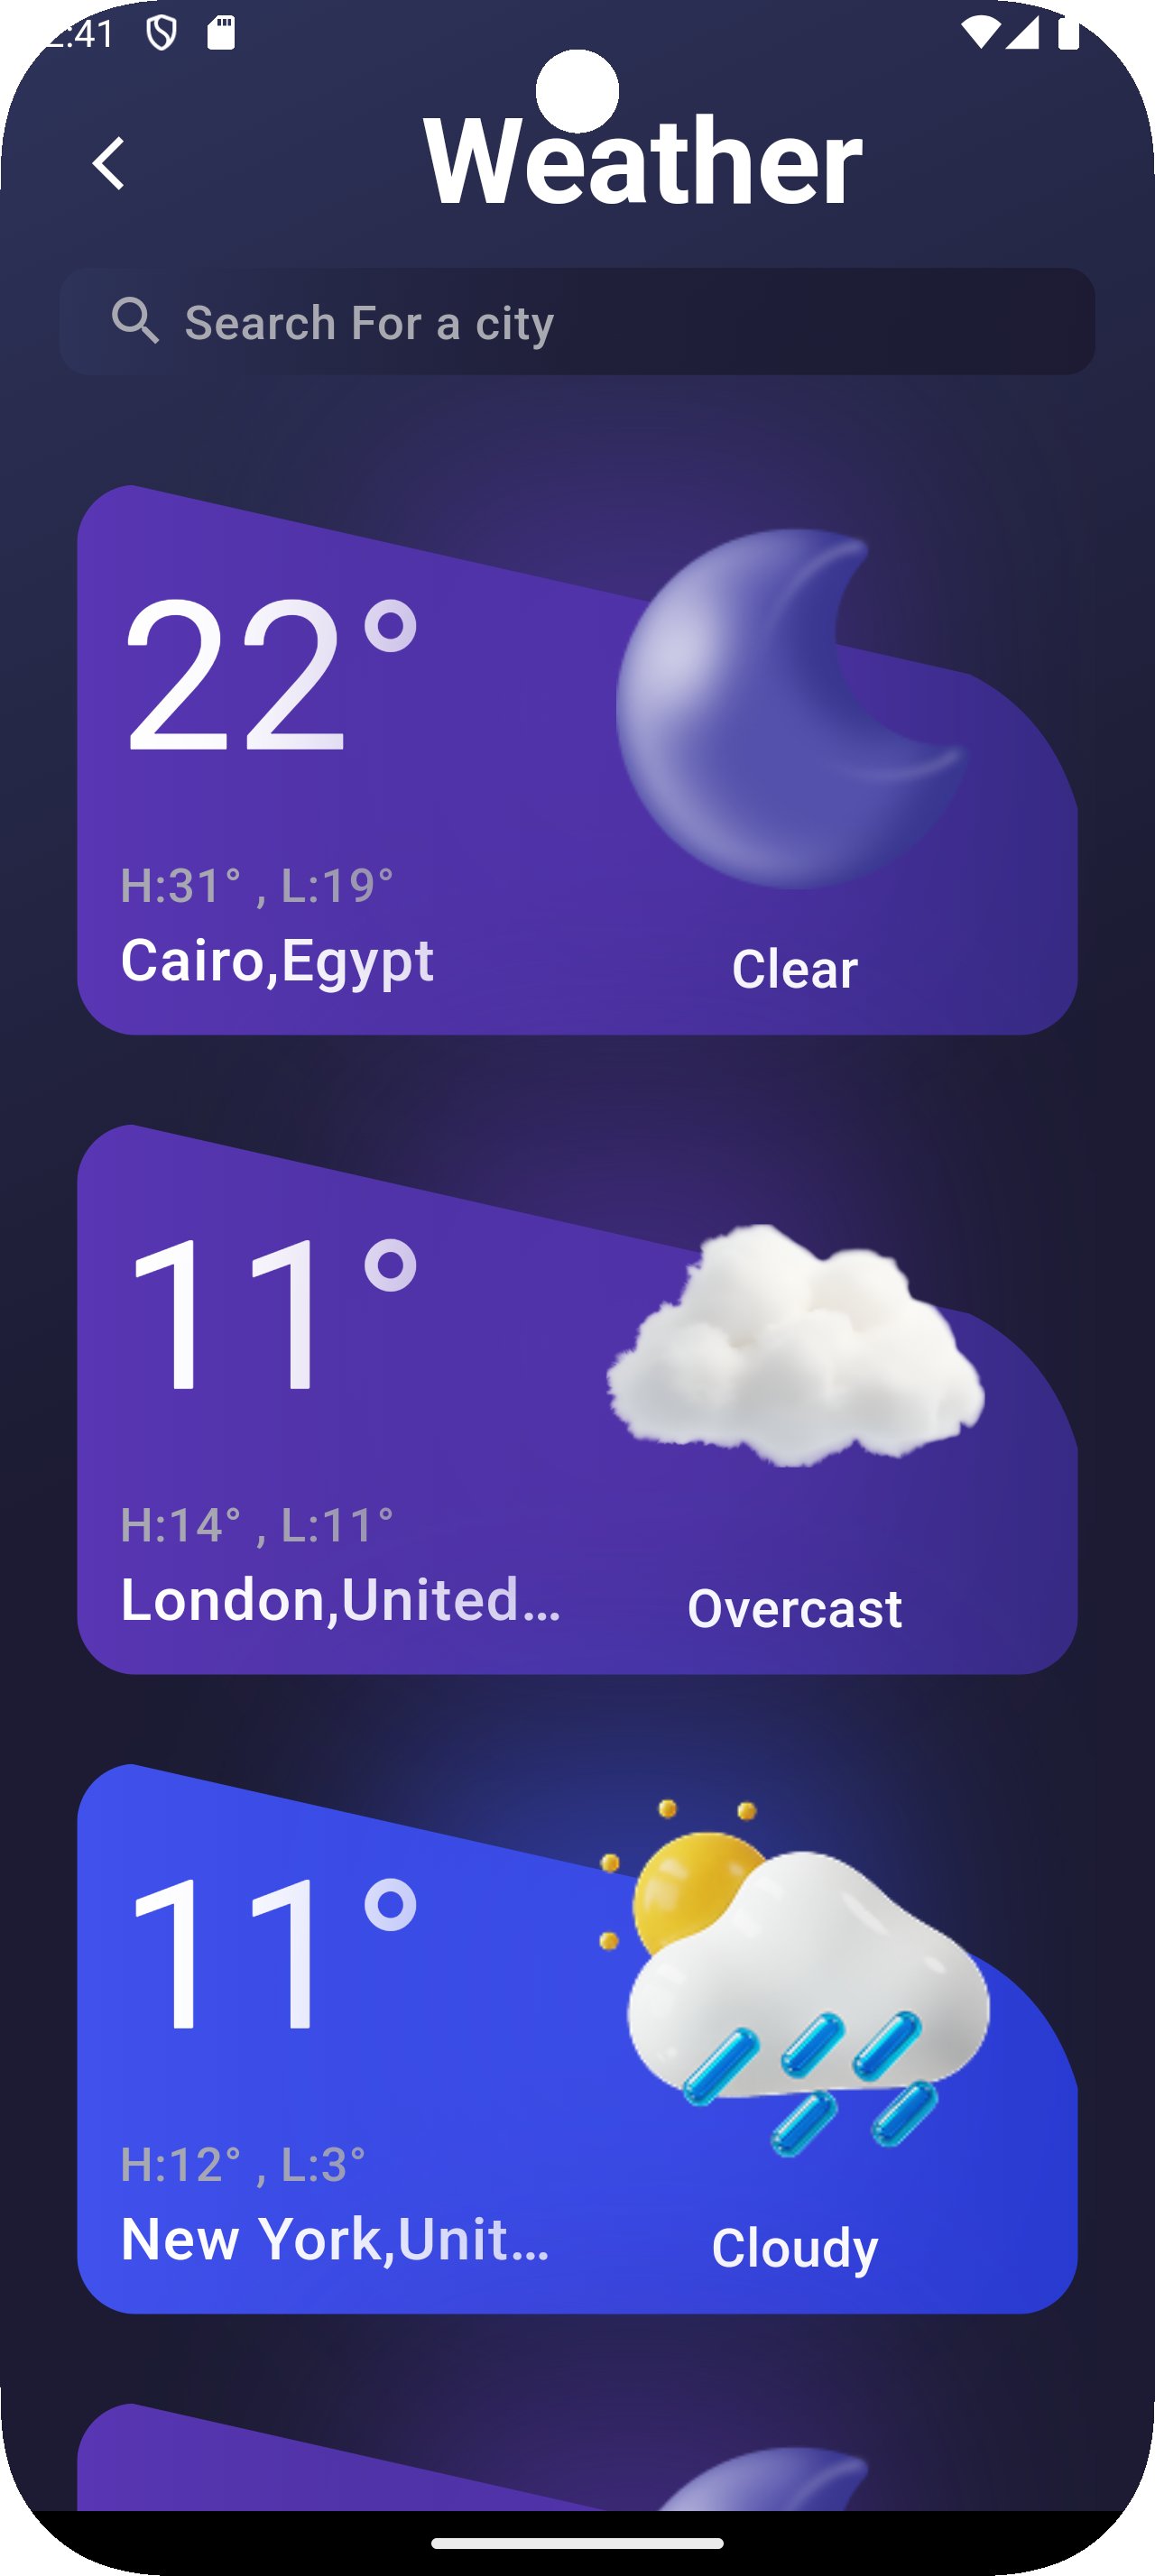 :41
Weather
Search For a city
22°
H:31° , L:19°
Cairo,Egypt
Clear
11°
H:14° , L:11°
London,United...
Overcast
11°
H:12° , L:3°
New York,Unit...
Cloudy